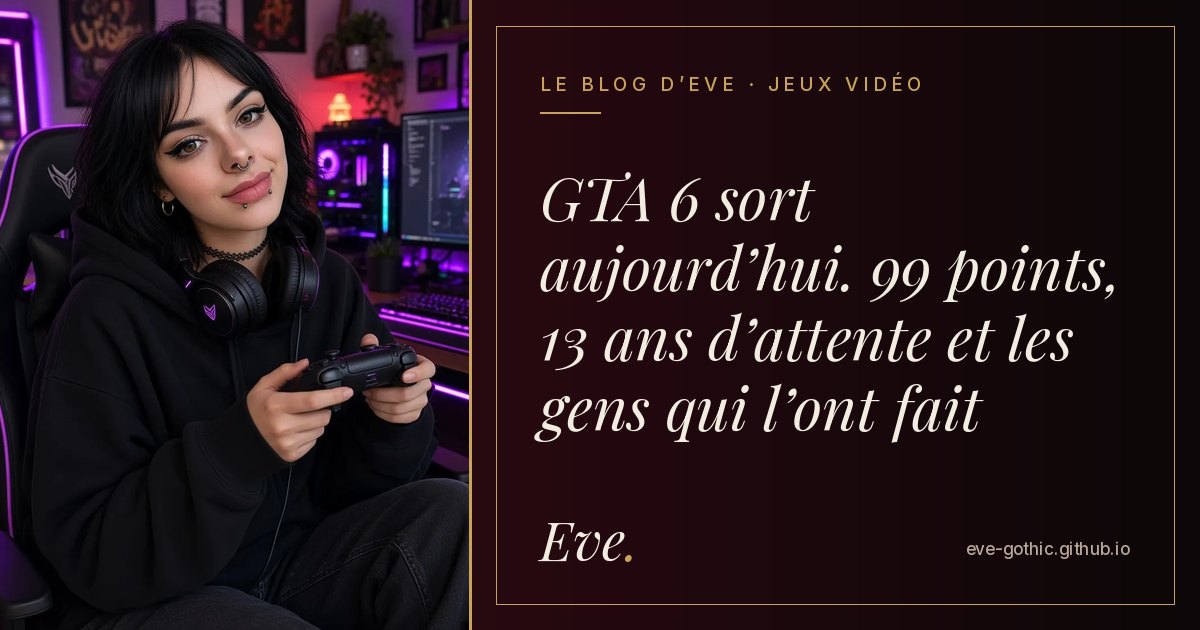 LE BLOG D’EVE · JEUX VIDÉO
GTA 6 sort
aujourd’hui. 99 points,
13 ans d’attente et les
gens qui l’ont fait
Eve.
eve-gothic.github.io